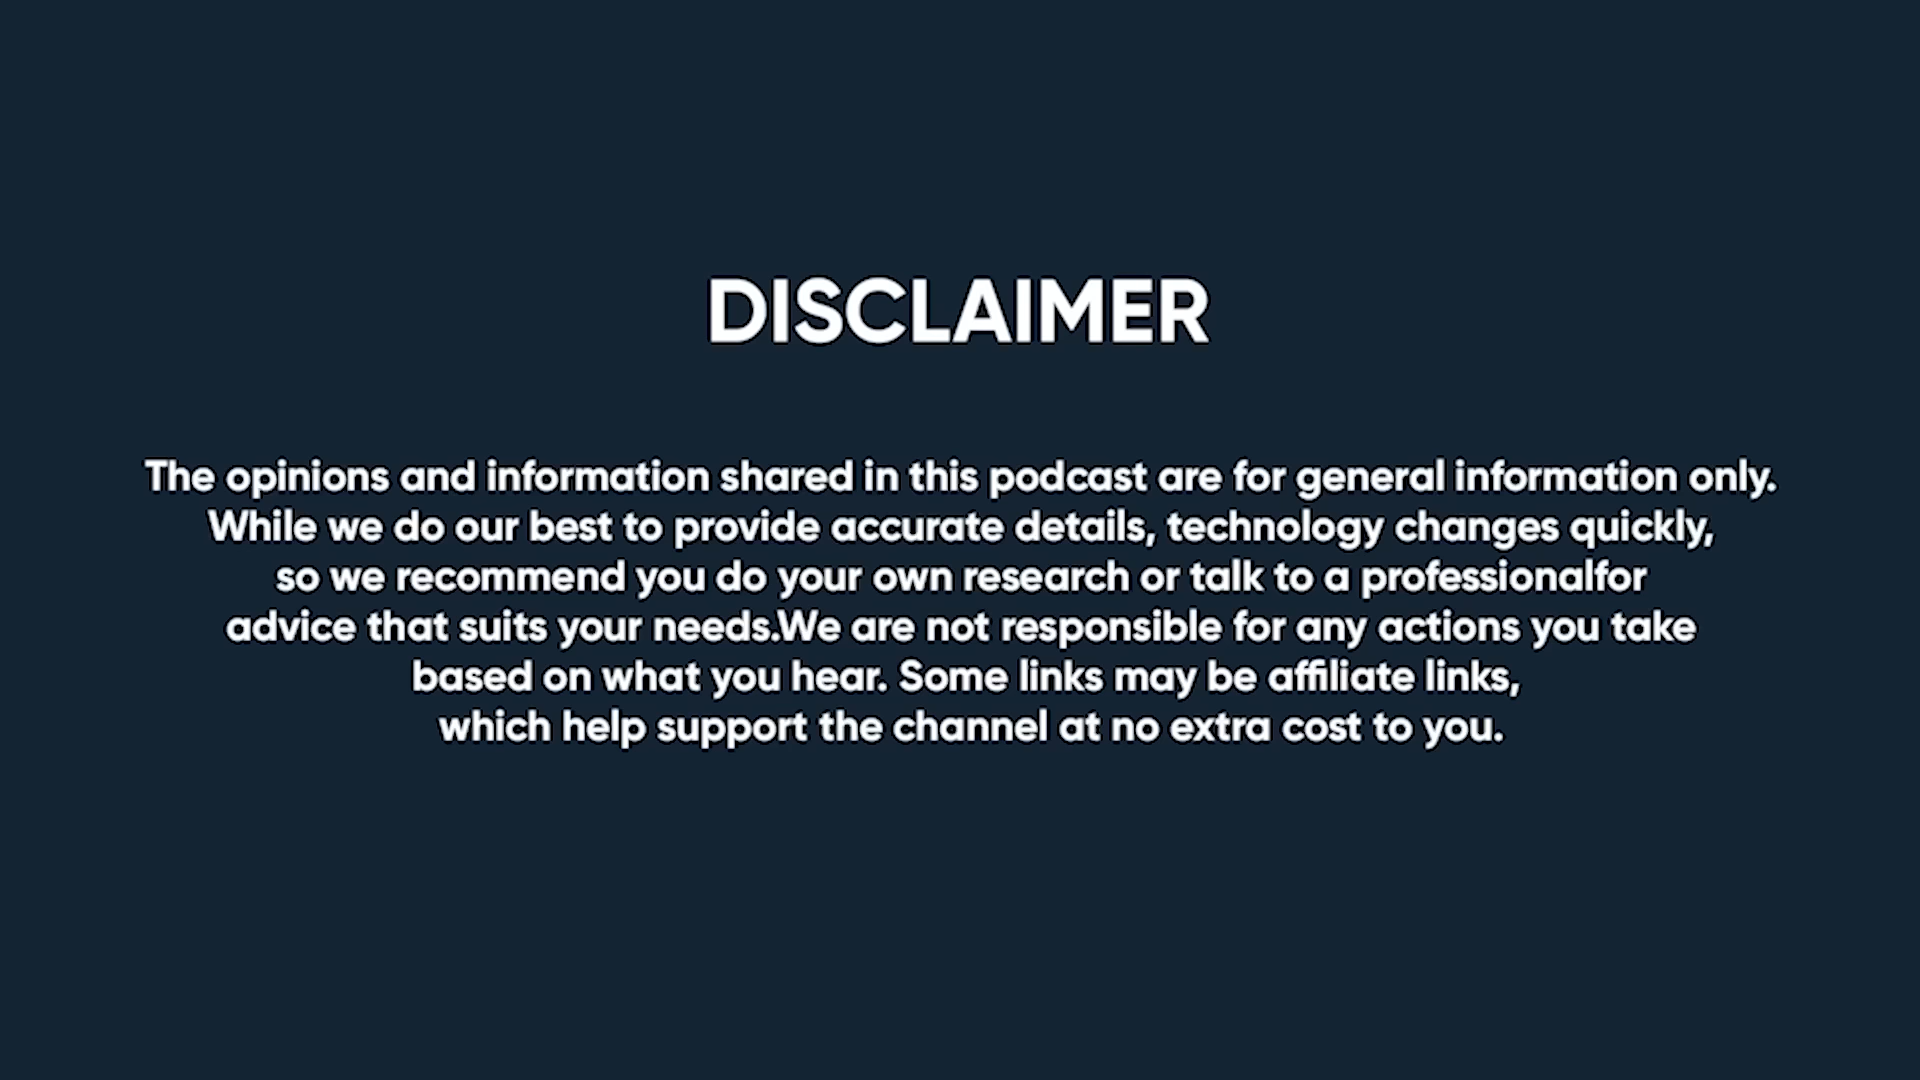 DISCLAIMER
The opinions and information shared in this podcast are for general information only.
While we do our best to provide accurate details, technology changes quickly,
so we recommend you do your own research or talk to a professionalfor
advice that suits your needs.We are not responsible for any actions you take
based on what you hear. Some links may be affiliate links,
which help support the channel at no extra cost to you.